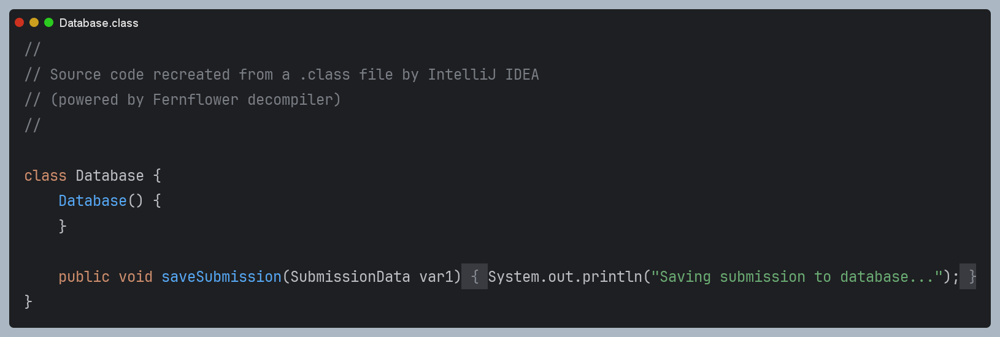 Database.class
//
// Source code recreated from a .class file by IntelliJ IDEA
// (powered by Fernflower decompiler)
//
class Database {
    Database() {
    }
    public void saveSubmission(SubmissionData var1) { System.out.println("Saving submission to database..."); }
}